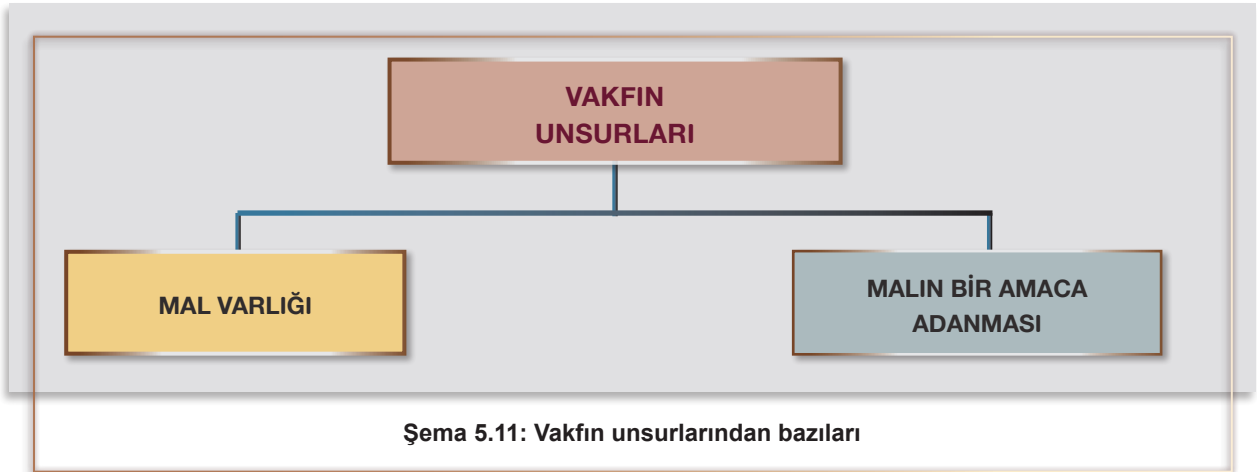 VAKFIN
UNSURLARI
MAL VARLIĞI
MALIN BİR AMACA
ADANMASI
Şema 5.11: Vakfın unsurlarından bazıları